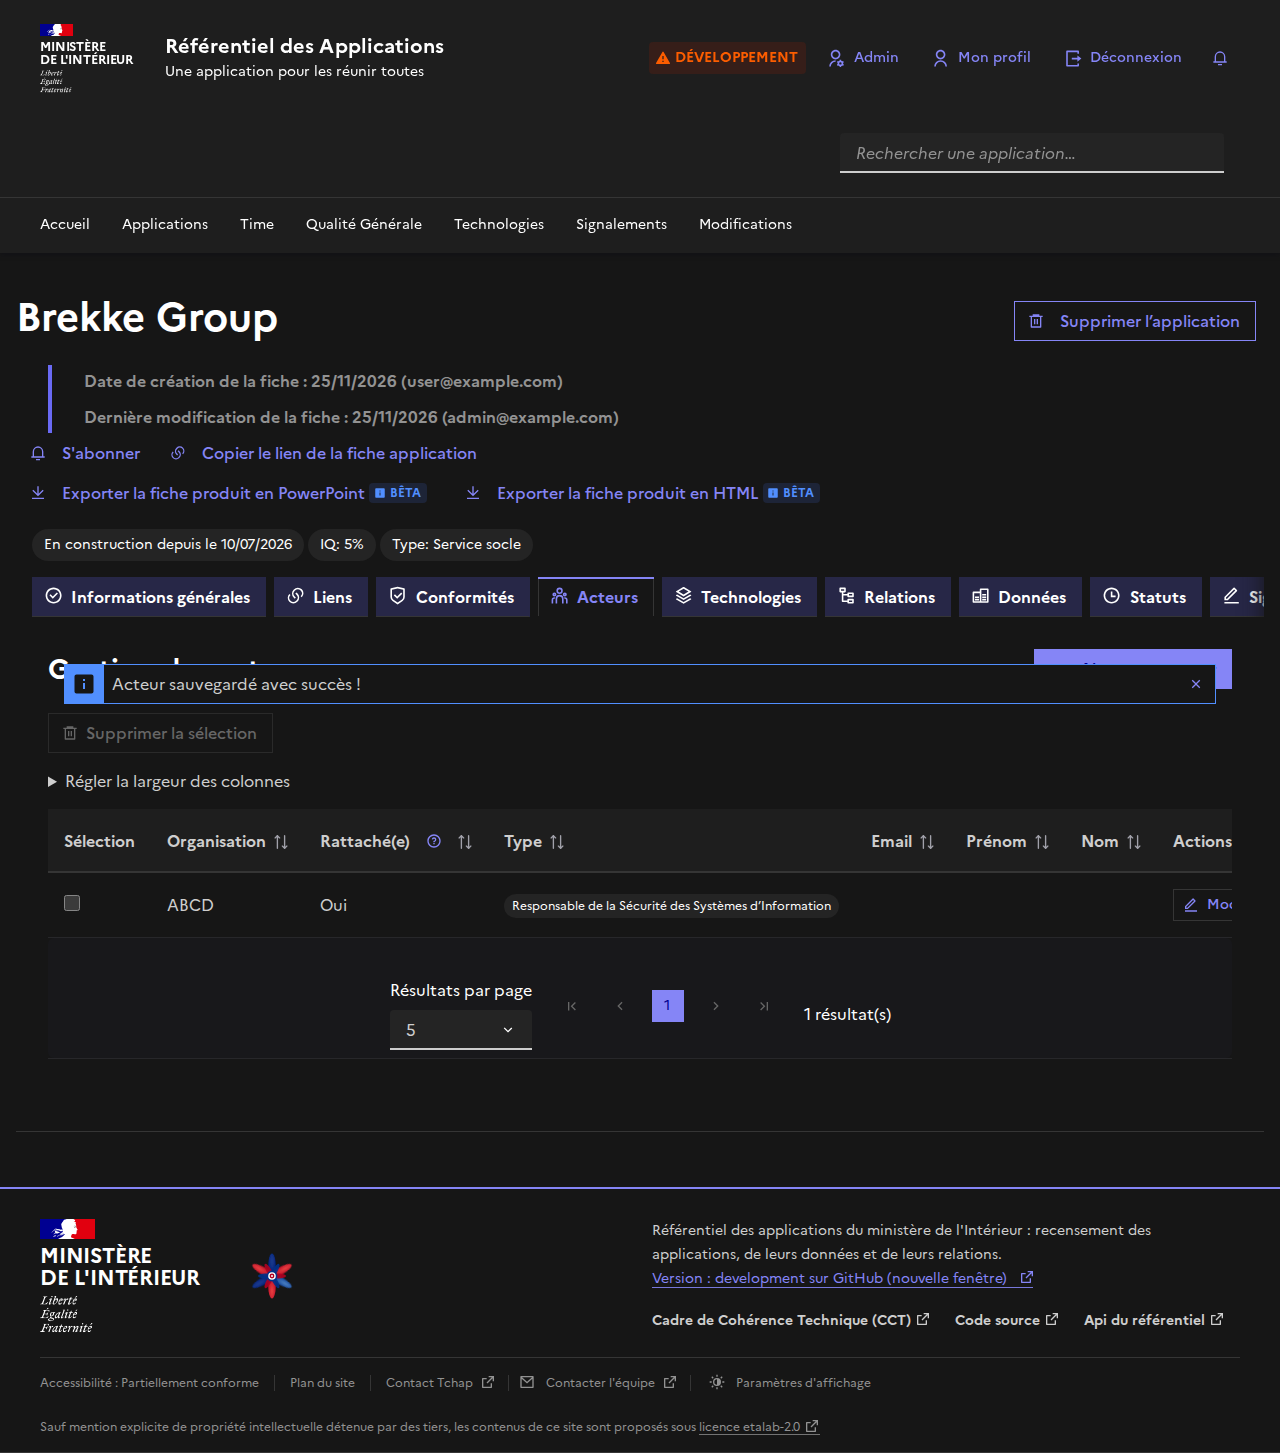 MINISTÈRE
DE L'INTÉRIEUR
Liberté
Égalité
Fraternité
Référentiel des Applications
Une application pour les réunir toutes
DÉVELOPPEMENT
Admin
Mon profil
Déconnexion
Rechercher une application…
Accueil
Applications
Time
Qualité Générale
Technologies
Signalements
Modifications
Brekke Group
Supprimer l’application
Date de création de la fiche : 25/11/2026 (user@example.com)
Dernière modification de la fiche : 25/11/2026 (admin@example.com)
S'abonner
Copier le lien de la fiche application
Exporter la fiche produit en PowerPoint BÊTA
Exporter la fiche produit en HTML BÊTA
En construction depuis le 10/07/2026
IQ: 5%
Type: Service socle
Informations générales
Liens
Conformités
Acteurs
Technologies
Relations
Données
Statuts
Acteur sauvegardé avec succès !
Supprimer la sélection
Régler la largeur des colonnes
Sélection
Organisation
Rattaché(e)
Type
Email
Prénom
Nom
Actions
ABCD
Oui
Responsable de la Sécurité des Systèmes d’Information
Résultats par page
5
1
1 résultat(s)
MINISTÈRE
DE L'INTÉRIEUR
Liberté
Égalité
Fraternité
Référentiel des applications du ministère de l'Intérieur : recensement des
applications, de leurs données et de leurs relations.
Version : development sur GitHub (nouvelle fenêtre)
Cadre de Cohérence Technique (CCT)
Code source
Api du référentiel
Accessibilité : Partiellement conforme
Plan du site
Contact Tchap
Contacter l'équipe
Paramètres d'affichage
Sauf mention explicite de propriété intellectuelle détenue par des tiers, les contenus de ce site sont proposés sous licence etalab-2.0